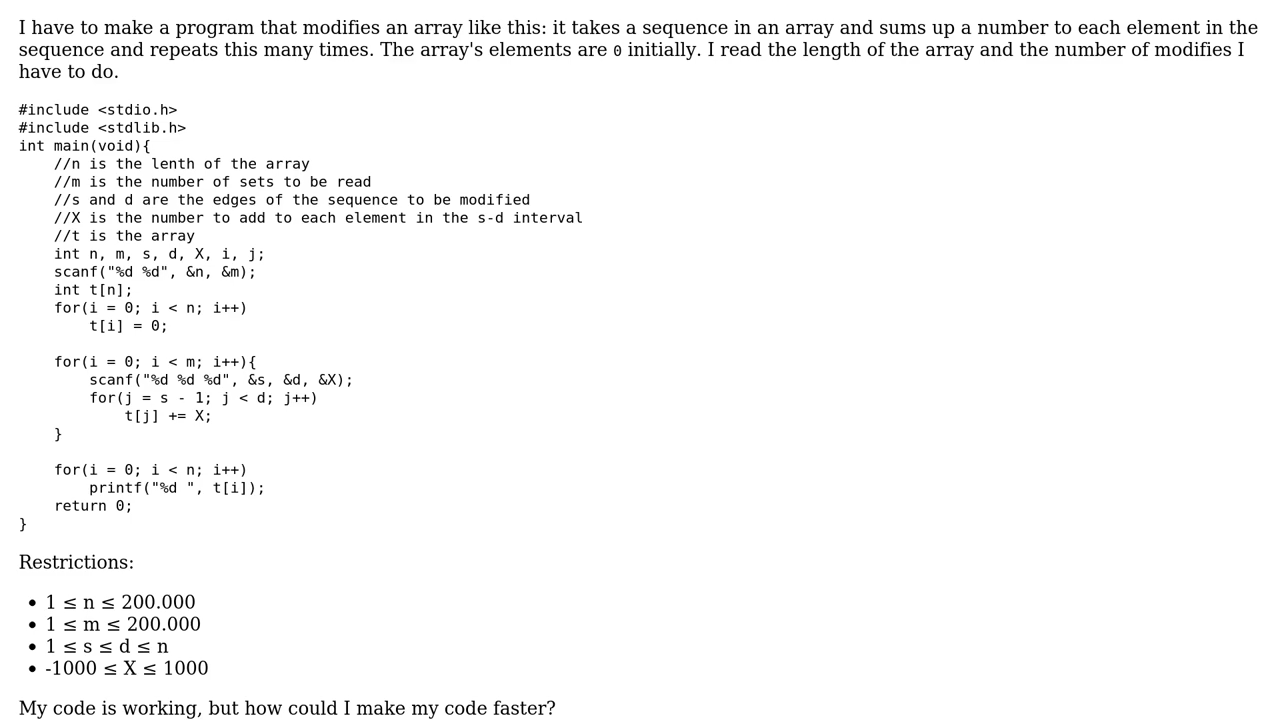 I have to make a program that modifies an array like this: it takes a sequence in an array and sums up a number to each element in the
sequence and repeats this many times. The array's elements are 0 initially. I read the length of the array and the number of modifies I
have to do.
#include <stdio.h>
#include <stdlib.h>
int main(void){
    //n is the lenth of the array
    //m is the number of sets to be read
    //s and d are the edges of the sequence to be modified
    //X is the number to add to each element in the s-d interval
    //t is the array
    int n, m, s, d, X, i, j;
    scanf("%d %d", &n, &m);
    int t[n];
    for(i = 0; i < n; i++)
        t[i] = 0;

    for(i = 0; i < m; i++){
        scanf("%d %d %d", &s, &d, &X);
        for(j = s - 1; j < d; j++)
            t[j] += X;
    }

    for(i = 0; i < n; i++)
        printf("%d ", t[i]);
    return 0;
}
Restrictions:
• 1 ≤ n ≤ 200.000
• 1 ≤ m ≤ 200.000
• 1 ≤ s ≤ d ≤ n
• -1000 ≤ X ≤ 1000
My code is working, but how could I make my code faster?